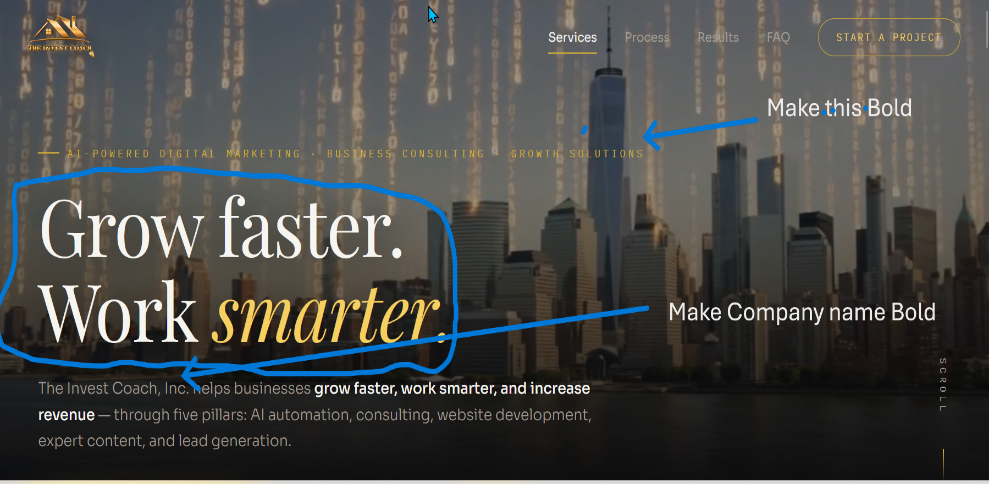 THE INVEST COACH
Services Process Results FAQ START A PROJECT
Make this Bold
AI-POWERED DIGITAL MARKETING · BUSINESS CONSULTING · GROWTH SOLUTIONS
Grow faster.
Work smarter.
Make Company name Bold
The Invest Coach, Inc. helps businesses grow faster, work smarter, and increase
revenue — through five pillars: AI automation, consulting, website development,
expert content, and lead generation.
SCROLL